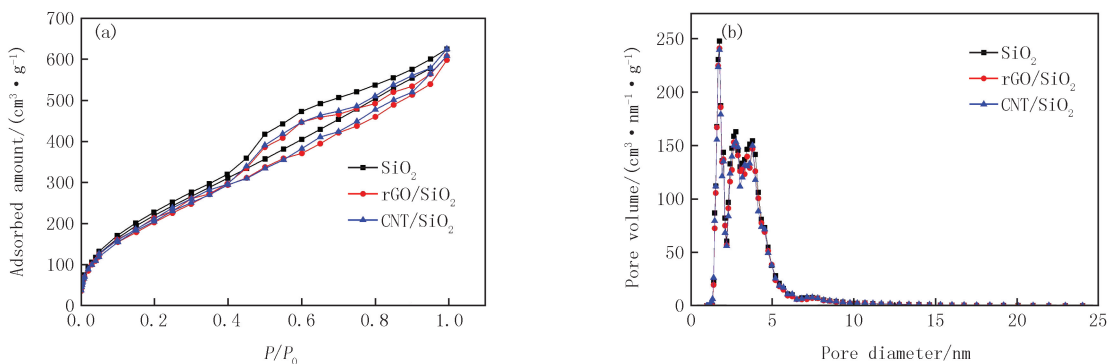 (a)
Adsorbed amount/(cm³·g⁻¹)
700
600
500
400
300
200
100
0
SiO₂
rGO/SiO₂
CNT/SiO₂
0.0 0.2 0.4 0.6 0.8 1.0
P/P₀
(b)
Pore volume/(cm³·nm⁻¹·g⁻¹)
250
200
150
100
50
0
SiO₂
rGO/SiO₂
CNT/SiO₂
0 5 10 15 20 25
Pore diameter/nm